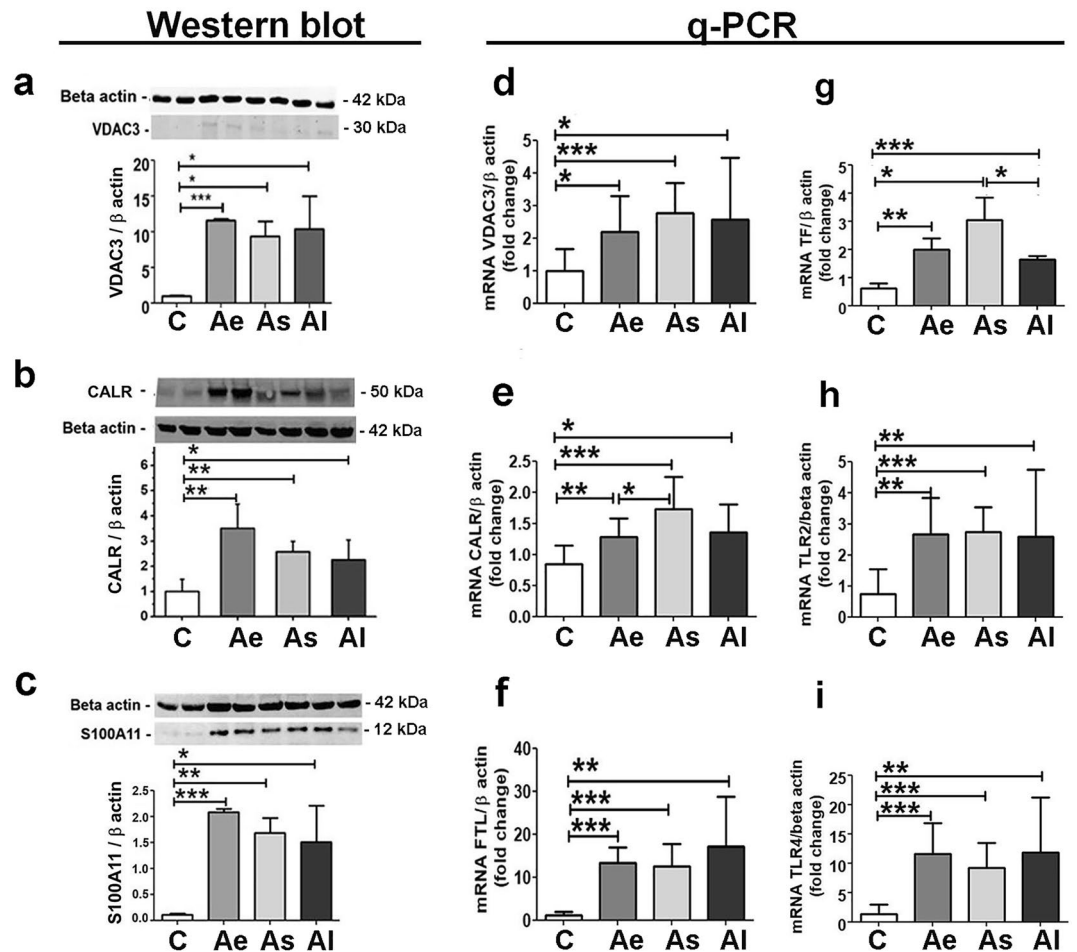 Western blot
q-PCR
a
Beta actin - - 42 kDa
VDAC3 - - 30 kDa
VDAC3 / β actin
20
15
10
5
0
*
*
***
C Ae As Al
b
CALR - - 50 kDa
Beta actin - - 42 kDa
CALR / β actin
6
5
4
3
2
1
0
*
**
**
C Ae As Al
c
Beta actin - - 42 kDa
S100A11 - - 12 kDa
S100A11 / β actin
2.5
2.0
1.5
1.0
0.5
0.0
*
**
***
C Ae As Al
d
mRNA VDAC3/β actin
(fold change)
5
4
3
2
1
0
*
***
*
C Ae As Al
e
mRNA CALR/β actin
(fold change)
2.5
2.0
1.5
1.0
0.5
0.0
*
***
** *
C Ae As Al
f
mRNA FTL/β actin
(fold change)
40
30
20
10
0
**
***
***
C Ae As Al
g
mRNA TF/β actin
(fold change)
5
4
3
2
1
0
***
* *
**
C Ae As Al
h
mRNA TLR2/beta actin
(fold change)
5
4
3
2
1
0
**
***
**
C Ae As Al
i
mRNA TLR4/beta actin
(fold change)
25
20
15
10
5
0
**
***
***
C Ae As Al